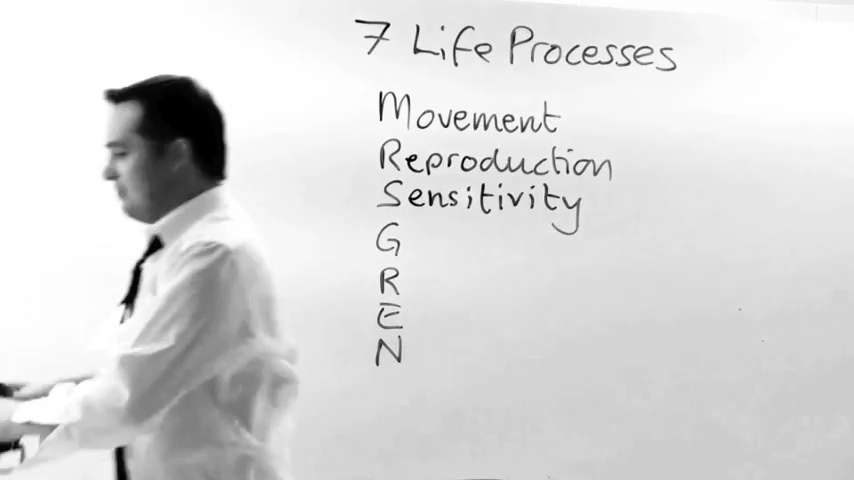 7 Life Processes
Movement
Reproduction
Sensitivity
G
R
E
N